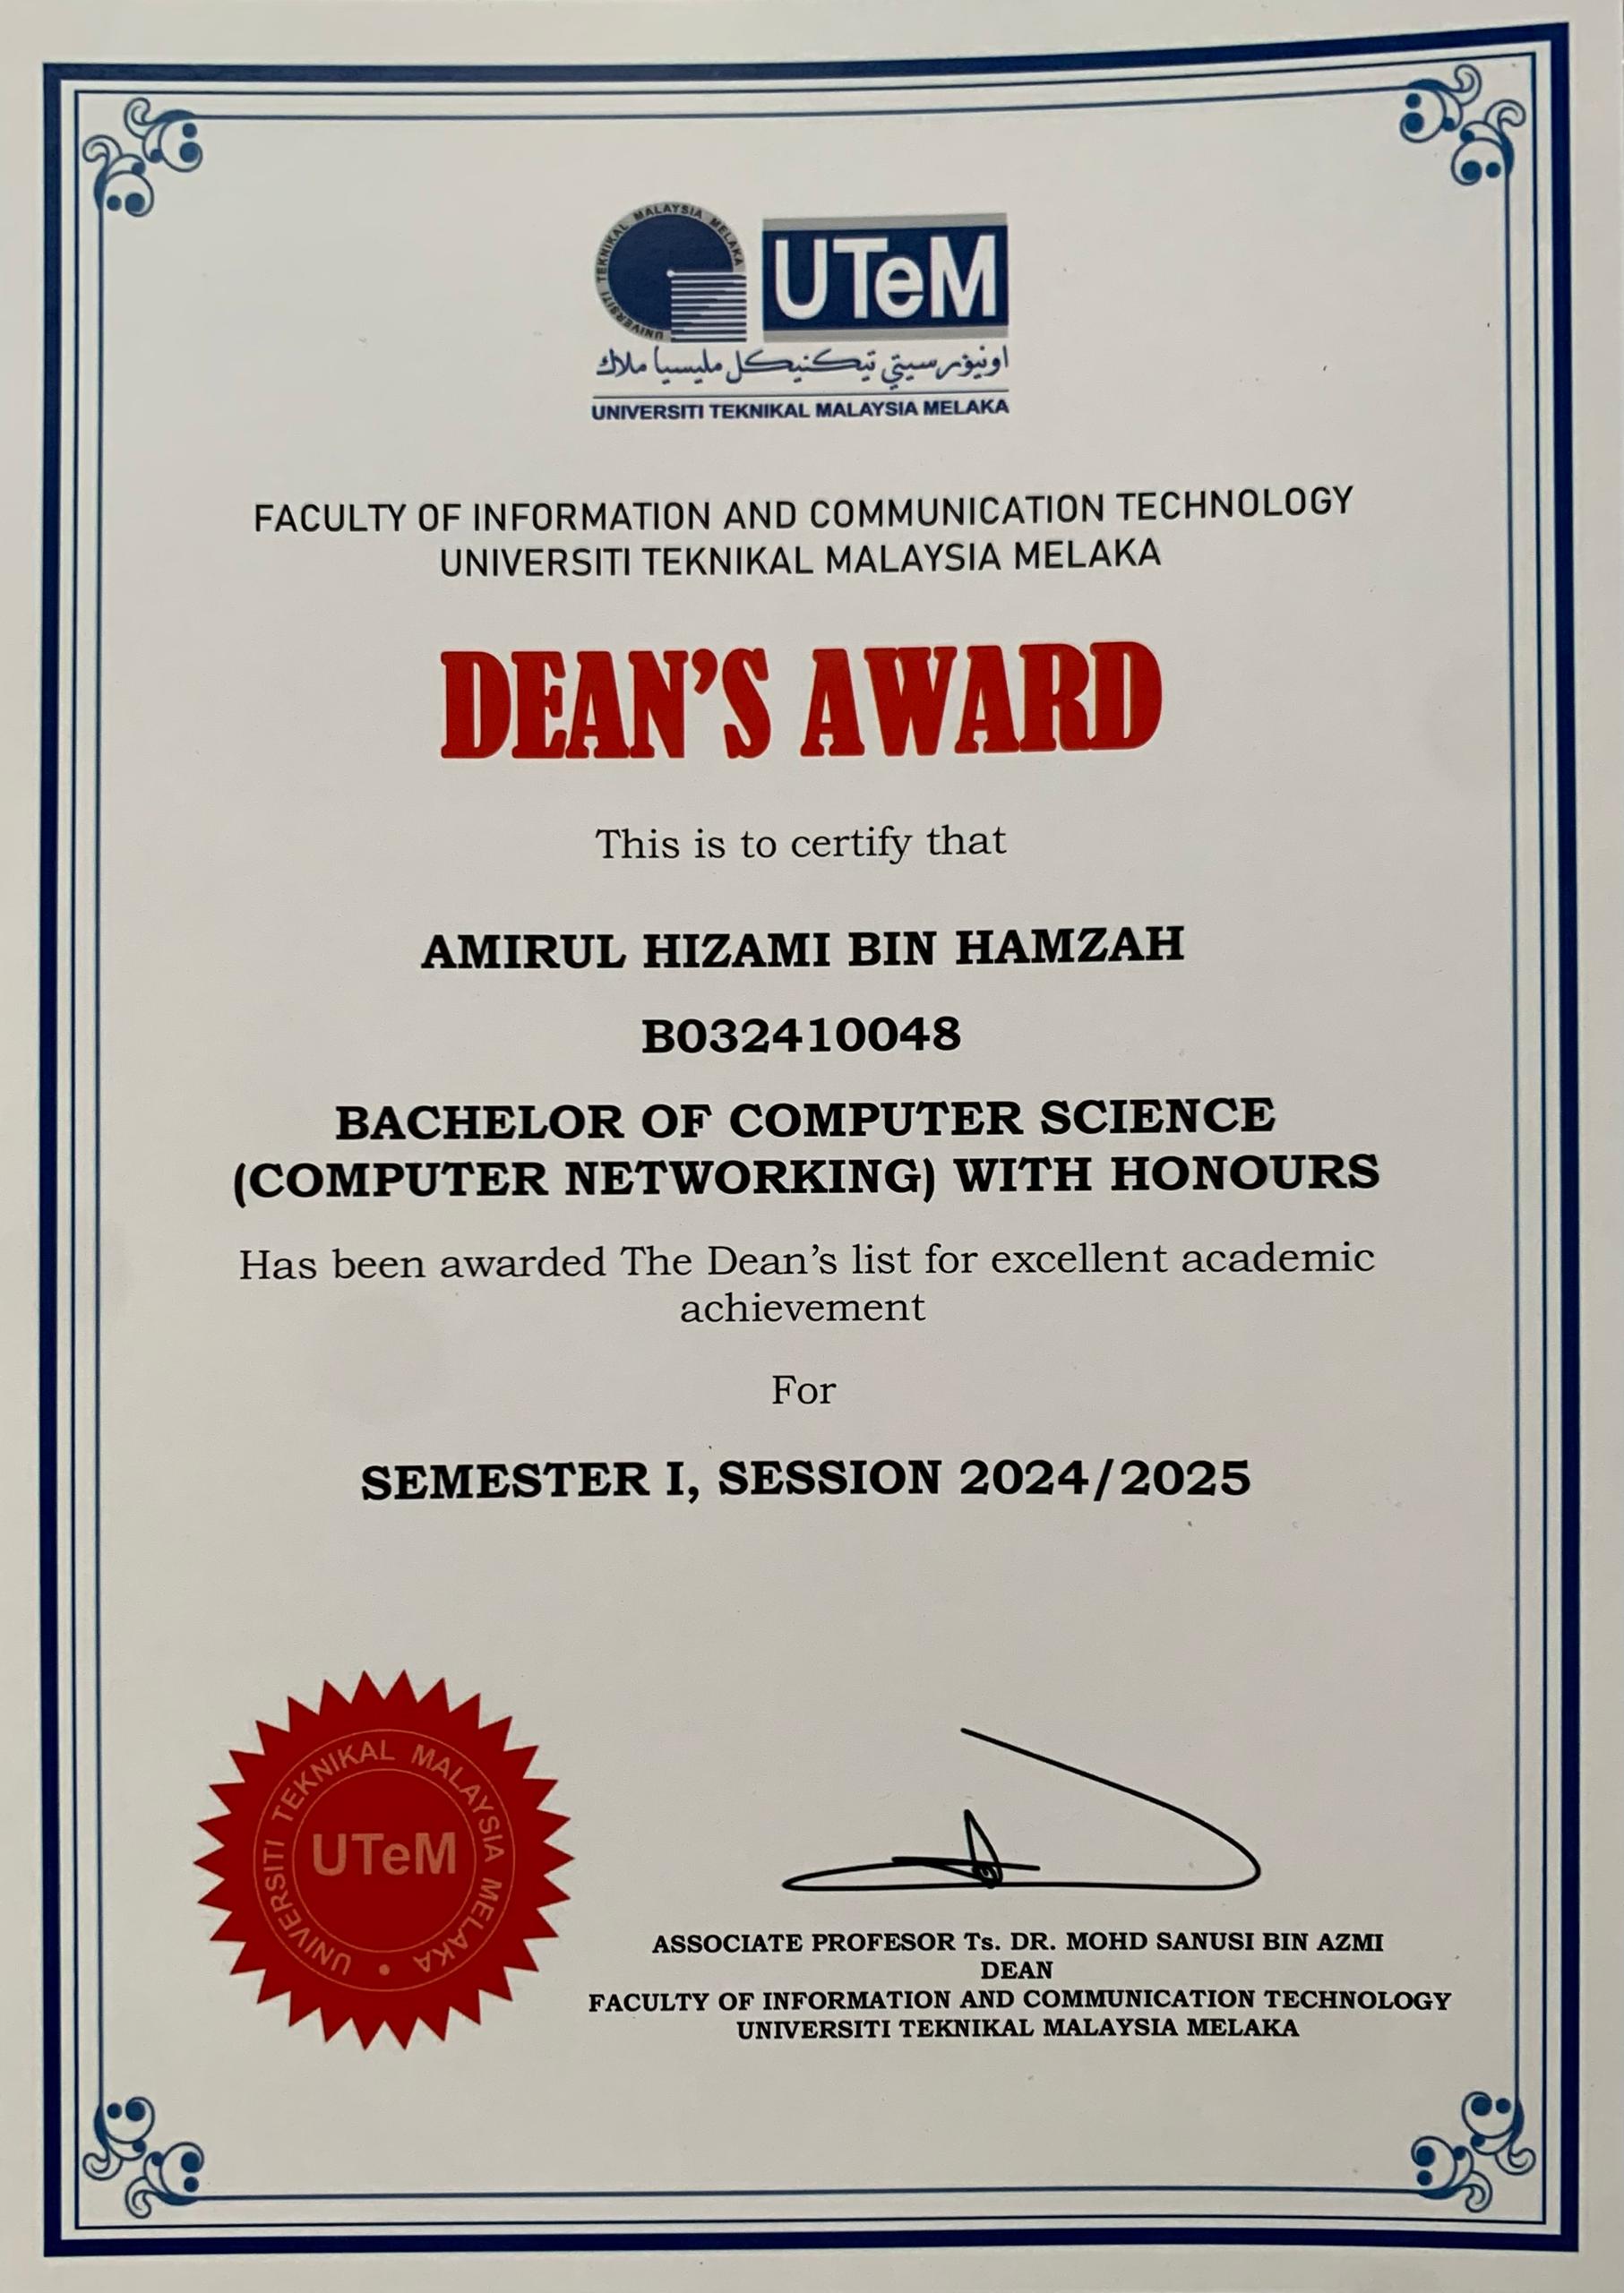 UNIVERSITI TEKNIKAL MALAYSIA MELAKA
UTeM
اونيۏرسيتي تيكنيكل مليسيا ملاك
UNIVERSITI TEKNIKAL MALAYSIA MELAKA
FACULTY OF INFORMATION AND COMMUNICATION TECHNOLOGY
UNIVERSITI TEKNIKAL MALAYSIA MELAKA
DEAN'S AWARD
This is to certify that
AMIRUL HIZAMI BIN HAMZAH
B032410048
BACHELOR OF COMPUTER SCIENCE
(COMPUTER NETWORKING) WITH HONOURS
Has been awarded The Dean's list for excellent academic
achievement
For
SEMESTER I, SESSION 2024/2025
UNIVERSITI TEKNIKAL MALAYSIA MELAKA •
UTeM
ASSOCIATE PROFESOR Ts. DR. MOHD SANUSI BIN AZMI
DEAN
FACULTY OF INFORMATION AND COMMUNICATION TECHNOLOGY
UNIVERSITI TEKNIKAL MALAYSIA MELAKA